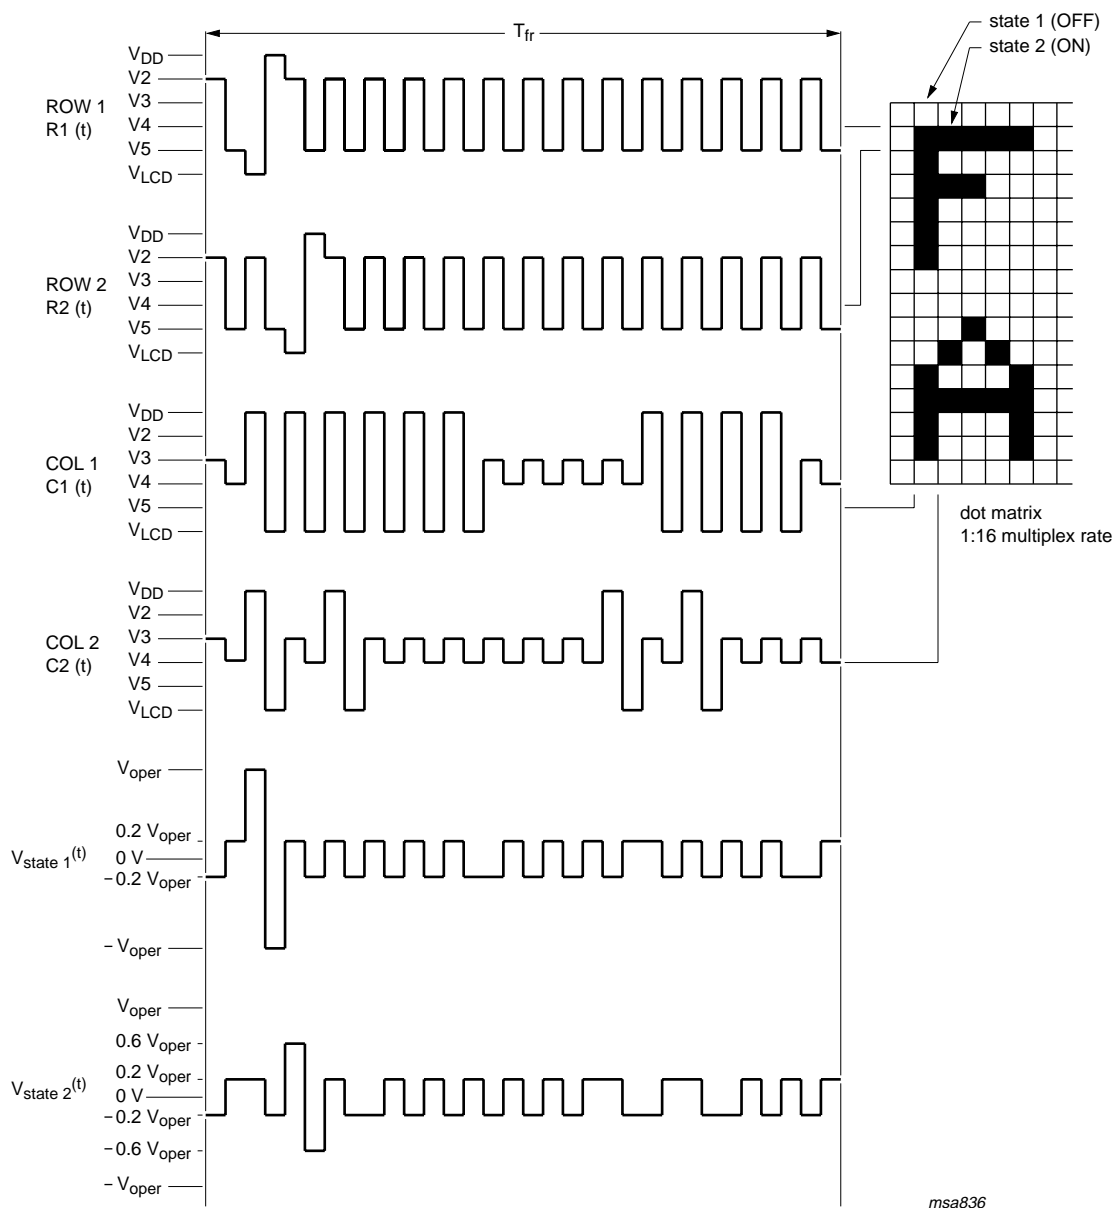 T_fr
state 1 (OFF)
state 2 (ON)
ROW 1
R1 (t)
V_DD
V2
V3
V4
V5
V_LCD
ROW 2
R2 (t)
V_DD
V2
V3
V4
V5
V_LCD
COL 1
C1 (t)
V_DD
V2
V3
V4
V5
V_LCD
dot matrix
1:16 multiplex rate
COL 2
C2 (t)
V_DD
V2
V3
V4
V5
V_LCD
V_state 1(t)
V_oper
0.2 V_oper
0 V
−0.2 V_oper
− V_oper
V_state 2(t)
V_oper
0.6 V_oper
0.2 V_oper
0 V
−0.2 V_oper
−0.6 V_oper
− V_oper
msa836